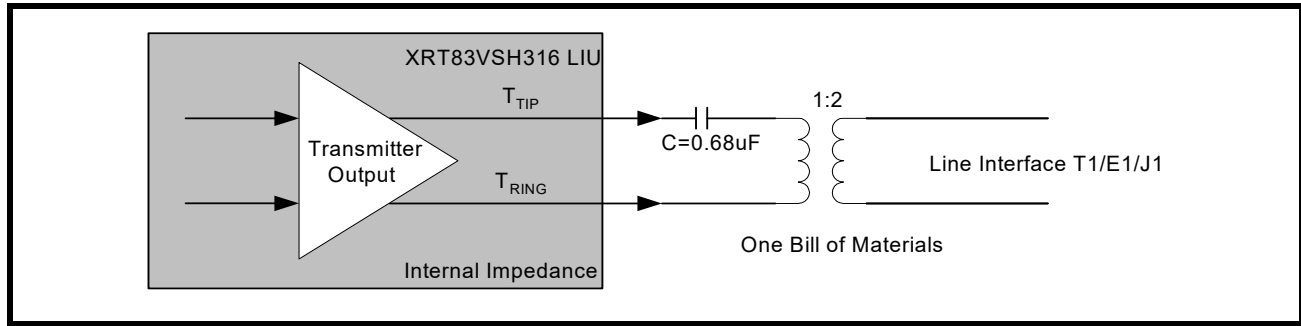 XRT83VSH316 LIU
TTIP
1:2
C=0.68uF
Transmitter
Output
Line Interface T1/E1/J1
TRING
One Bill of Materials
Internal Impedance